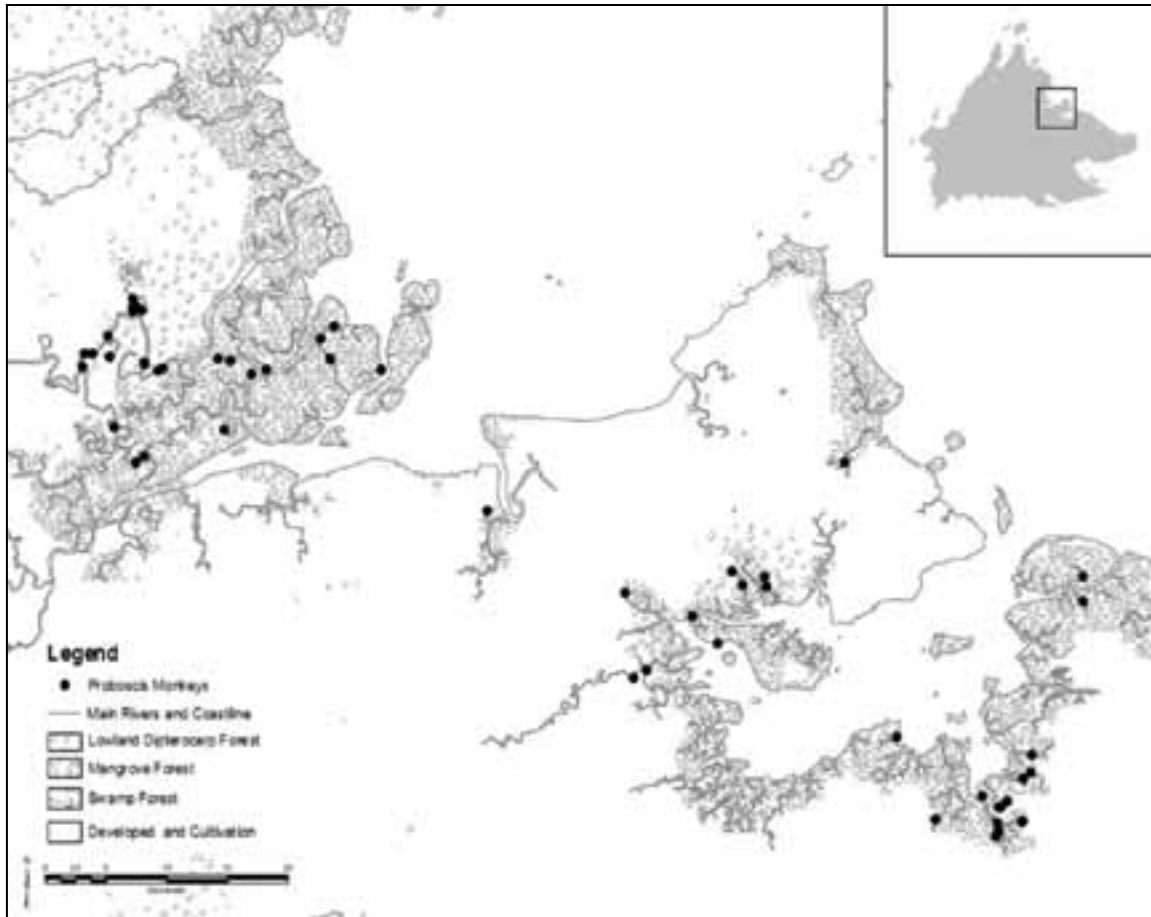 Legend
Proboscis Monkeys
Main Rivers and Coastline
Lowland Dipterocarp Forest
Mangrove Forest
Swamp Forest
Developed and Cultivation